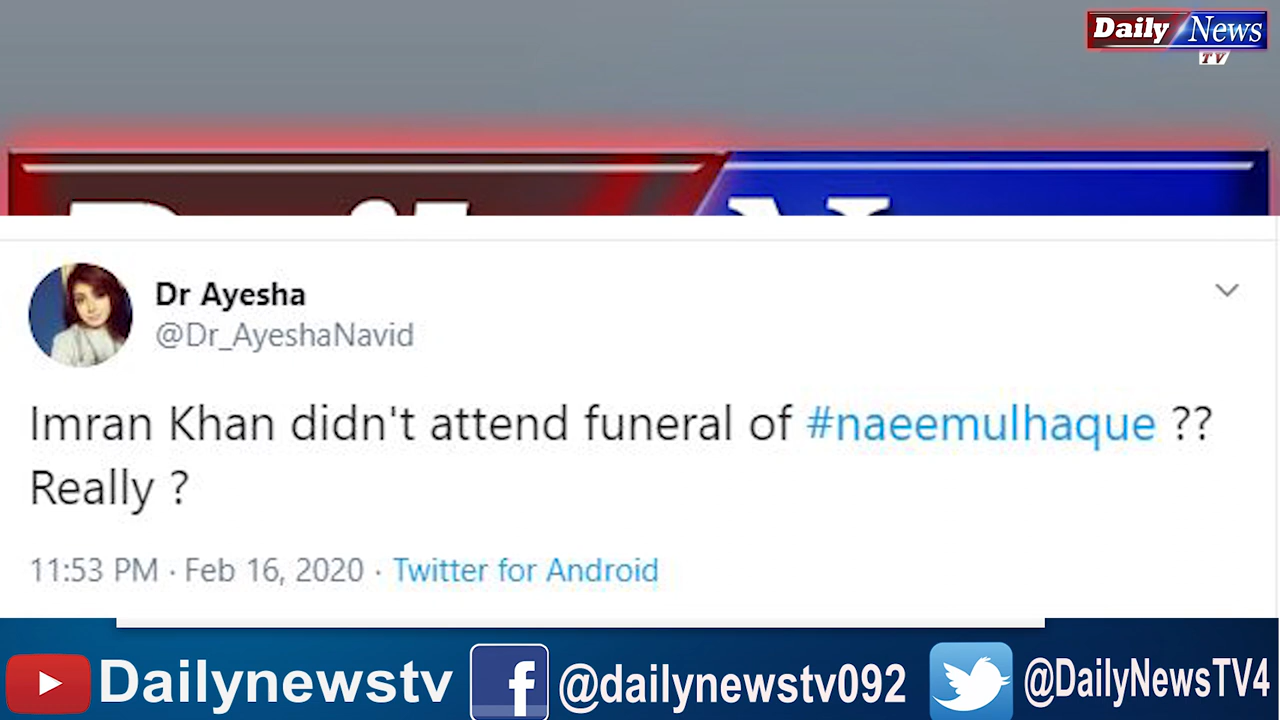 Daily News
TV
Dr Ayesha
@Dr_AyeshaNavid
Imran Khan didn't attend funeral of #naeemulhaque ??
Really ?
11:53 PM · Feb 16, 2020 · Twitter for Android
Dailynewstv
@dailynewstv092
@DailyNewsTV4